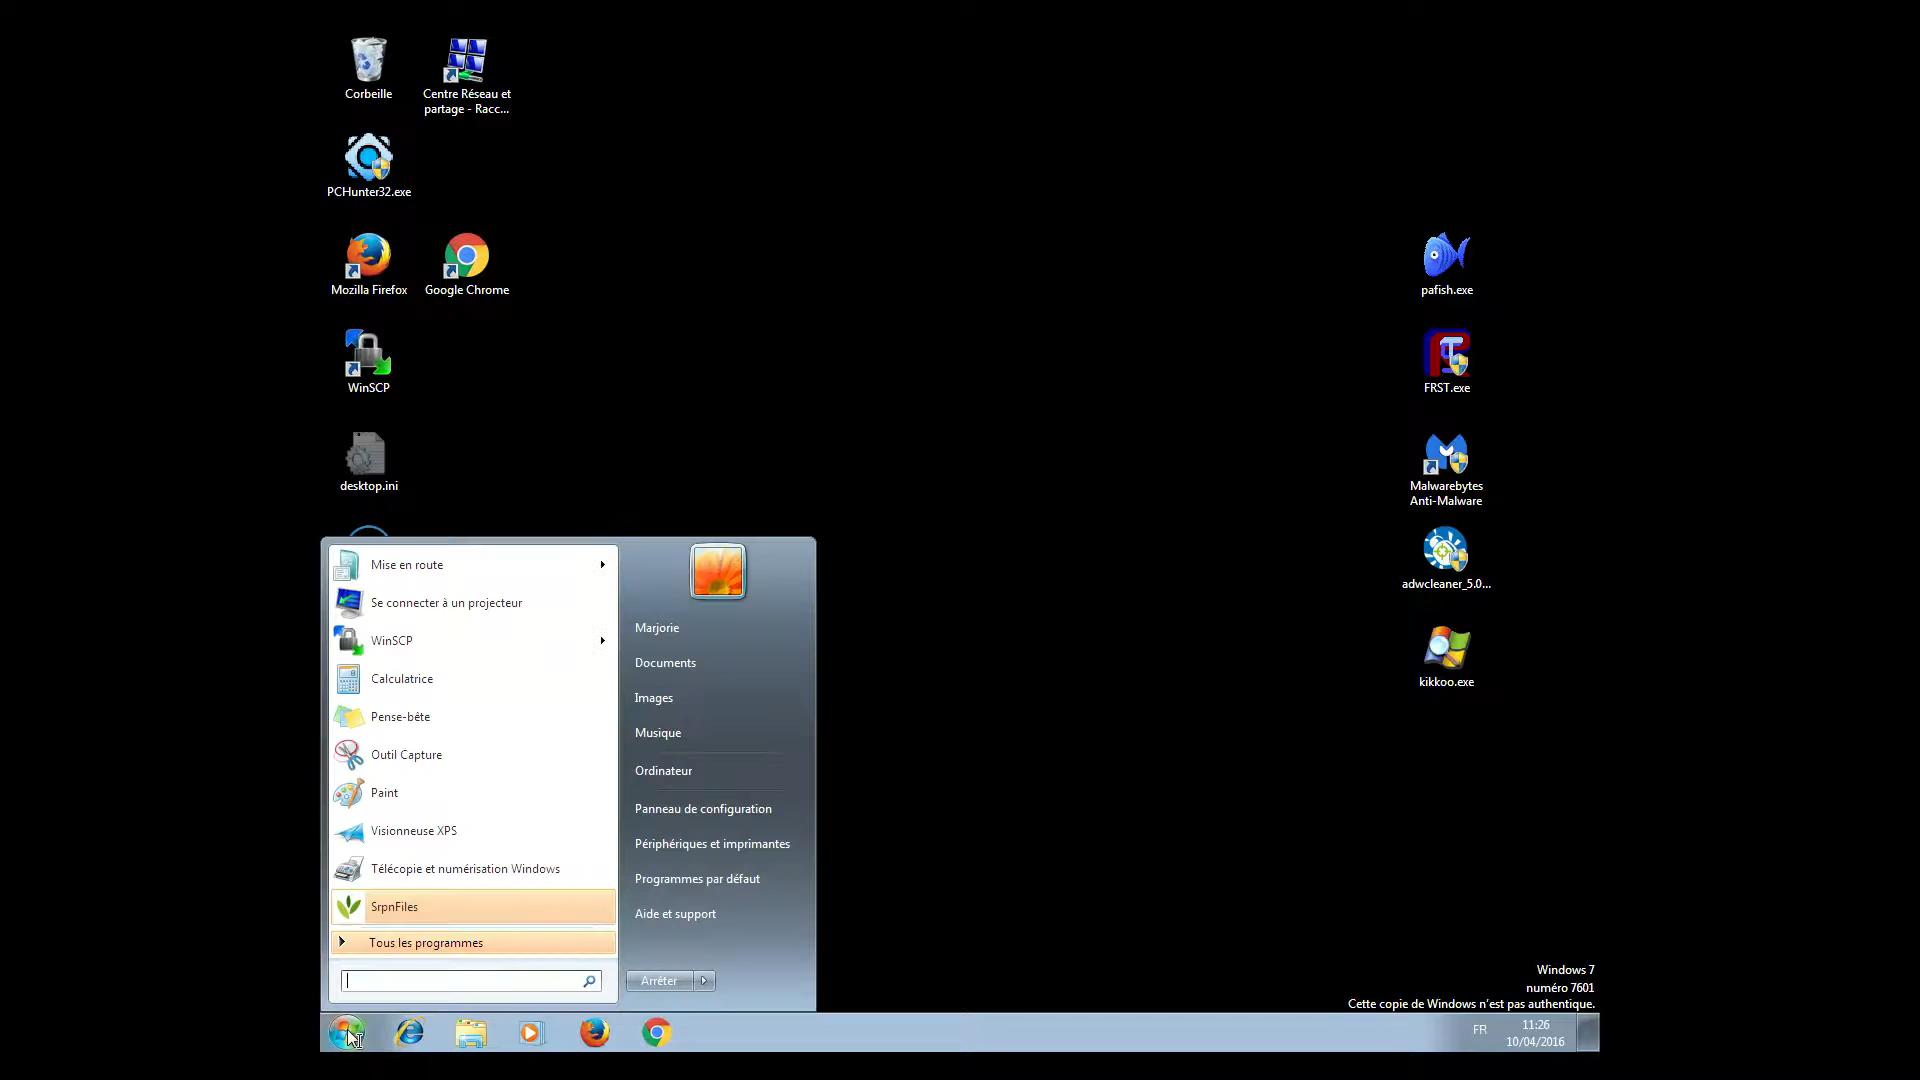 Corbeille
Centre Réseau et
partage - Racc...
PCHunter32.exe
Mozilla Firefox
Google Chrome
WinSCP
desktop.ini
pafish.exe
FRST.exe
Malwarebytes
Anti-Malware
adwcleaner_5.0...
kikkoo.exe
Mise en route
Se connecter à un projecteur
WinSCP
Calculatrice
Pense-bête
Outil Capture
Paint
Visionneuse XPS
Télécopie et numérisation Windows
SrpnFiles
Tous les programmes
Marjorie
Documents
Images
Musique
Ordinateur
Panneau de configuration
Périphériques et imprimantes
Programmes par défaut
Aide et support
Arrêter
Windows 7
numéro 7601
Cette copie de Windows n'est pas authentique.
FR
11:26
10/04/2016